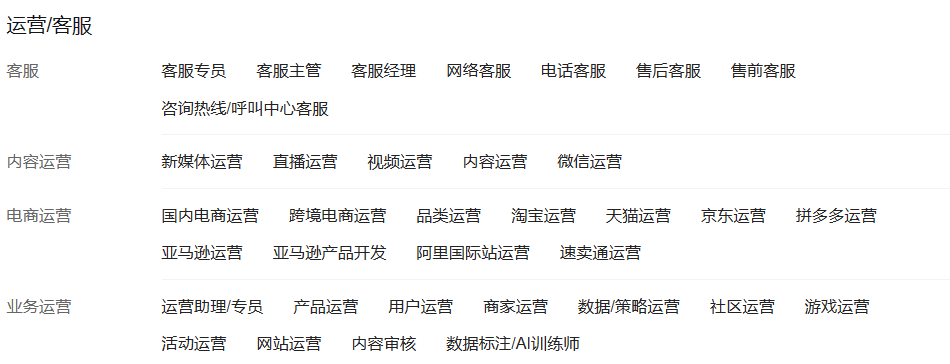 运营/客服
客服 客服专员 客服主管 客服经理 网络客服 电话客服 售后客服 售前客服
咨询热线/呼叫中心客服
内容运营 新媒体运营 直播运营 视频运营 内容运营 微信运营
电商运营 国内电商运营 跨境电商运营 品类运营 淘宝运营 天猫运营 京东运营 拼多多运营
亚马逊运营 亚马逊产品开发 阿里国际站运营 速卖通运营
业务运营 运营助理/专员 产品运营 用户运营 商家运营 数据/策略运营 社区运营 游戏运营
活动运营 网站运营 内容审核 数据标注/AI训练师